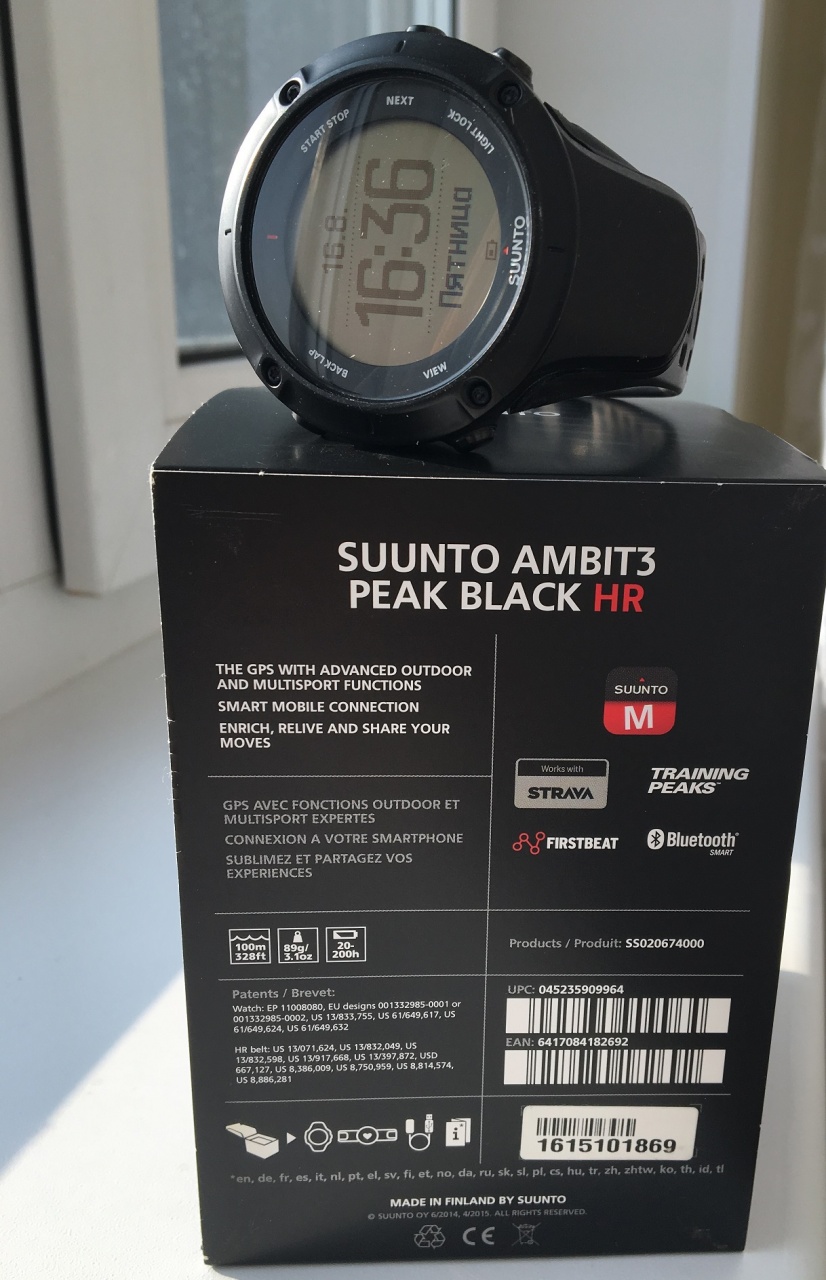 START STOP
NEXT
LIGHT LOCK
16.8.
16:36
Пятница
SUUNTO
BACK LAP
VIEW
SUUNTO AMBIT3
PEAK BLACK HR
THE GPS WITH ADVANCED OUTDOOR
AND MULTISPORT FUNCTIONS
SMART MOBILE CONNECTION
ENRICH, RELIVE AND SHARE YOUR
MOVES
GPS AVEC FONCTIONS OUTDOOR ET
MULTISPORT EXPERTES
CONNEXION A VOTRE SMARTPHONE
SUBLIMEZ ET PARTAGEZ VOS
EXPERIENCES
SUUNTO
M
Works with
STRAVA
TRAINING
PEAKS™
FIRSTBEAT
Bluetooth®
SMART
100m
328ft
89g/
3.1oz
20-
200h
Products / Produit: SS020674000
Patents / Brevet:
Watch: EP 11008080, EU designs 001332985-0001 or
001332985-0002, US 13/833,755, US 61/649,617, US
61/649,624, US 61/649,632
HR belt: US 13/071,624, US 13/832,049, US
13/832,598, US 13/917,668, US 13/397,872, USD
667,127, US 8,386,009, US 8,750,959, US 8,814,574,
US 8,886,281
UPC: 045235909964
EAN: 6417084182692
i
1615101869
*en, de, fr, es, it, nl, pt, el, sv, fi, et, no, da, ru, sk, sl, pl, cs, hu, tr, zh, zhtw, ko, th, id, tl
MADE IN FINLAND BY SUUNTO
© SUUNTO OY 6/2014, 4/2015. ALL RIGHTS RESERVED.
CE